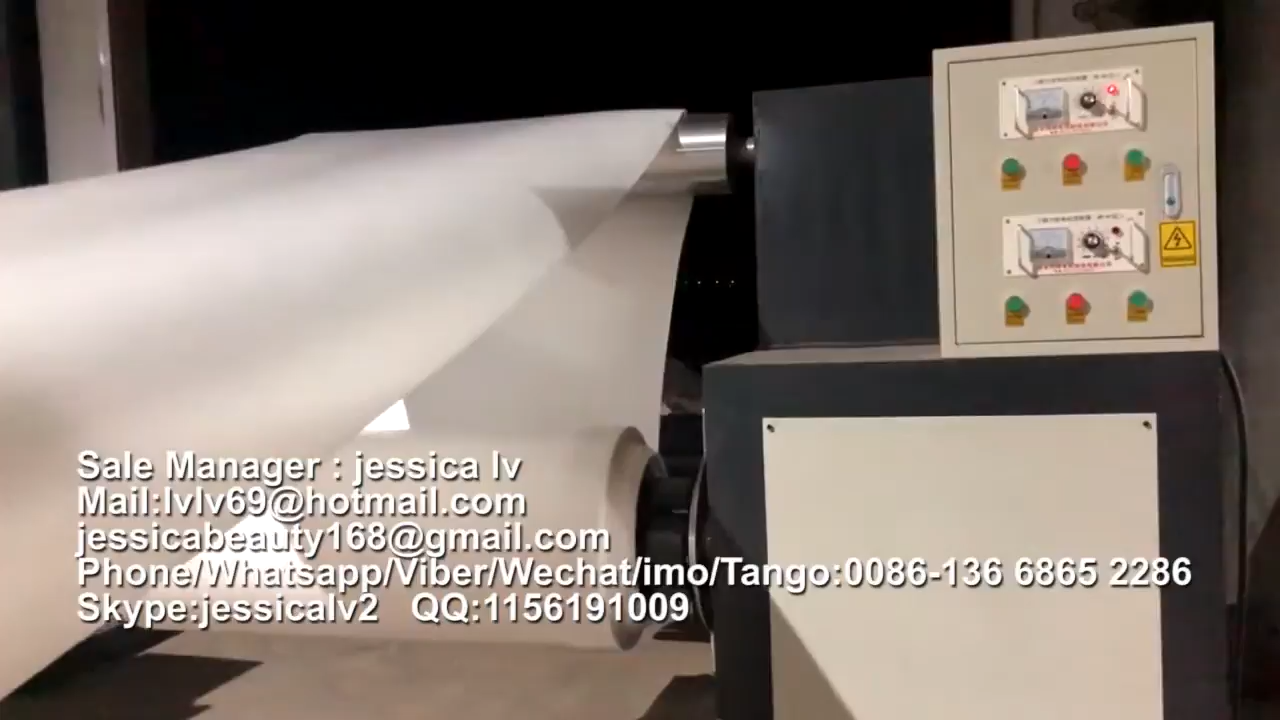 Sale Manager : jessica lv
Mail:lvlv69@hotmail.com
jessicabeauty168@gmail.com
Phone/Whatsapp/Viber/Wechat/imo/Tango:0086-136 6865 2286
Skype:jessicalv2 QQ:1156191009